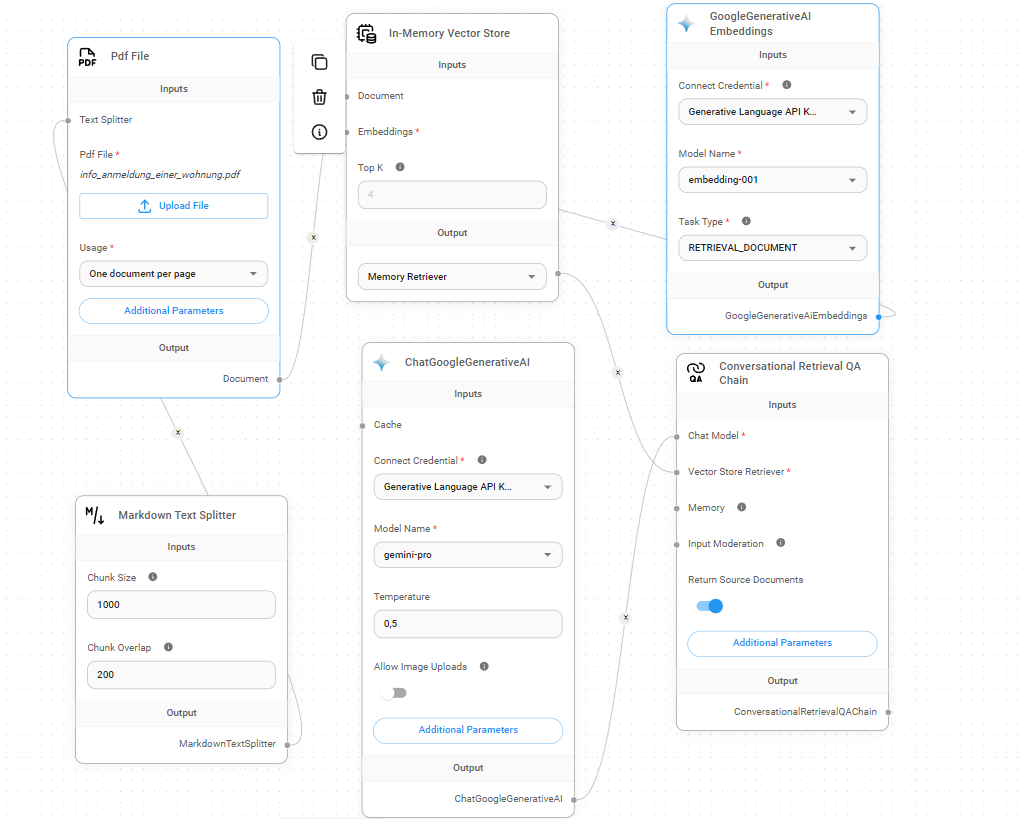 PDF
Pdf File
Inputs
Text Splitter
Pdf File *
info_anmeldung_einer_wohnung.pdf
Upload File
Usage *
One document per page
Additional Parameters
Output
Document
x
x
M/↓
Markdown Text Splitter
Inputs
Chunk Size
1000
Chunk Overlap
200
Output
MarkdownTextSplitter
In-Memory Vector Store
Inputs
Document
Embeddings *
Top K
4
Output
Memory Retriever
x
x
ChatGoogleGenerativeAI
Inputs
Cache
Connect Credential *
Generative Language API K...
Model Name *
gemini-pro
Temperature
0,5
Allow Image Uploads
Additional Parameters
Output
ChatGoogleGenerativeAI
x
GoogleGenerativeAI
Embeddings
Inputs
Connect Credential *
Generative Language API K...
Model Name *
embedding-001
Task Type *
RETRIEVAL_DOCUMENT
Output
GoogleGenerativeAiEmbeddings
QA
Conversational Retrieval QA
Chain
Inputs
Chat Model *
Vector Store Retriever *
Memory
Input Moderation
Return Source Documents
Additional Parameters
Output
ConversationalRetrievalQAChain